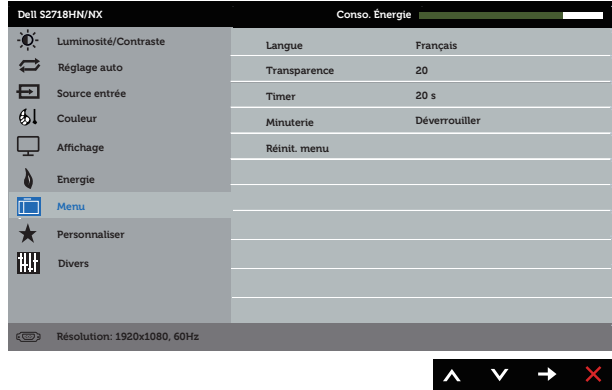 Dell S2718HN/NX Conso. Énergie
Luminosité/Contraste
Réglage auto
Source entrée
Couleur
Affichage
Energie
Menu
Personnaliser
Divers
Langue Français
Transparence 20
Timer 20 s
Minuterie Déverrouiller
Réinit. menu
Résolution: 1920x1080, 60Hz